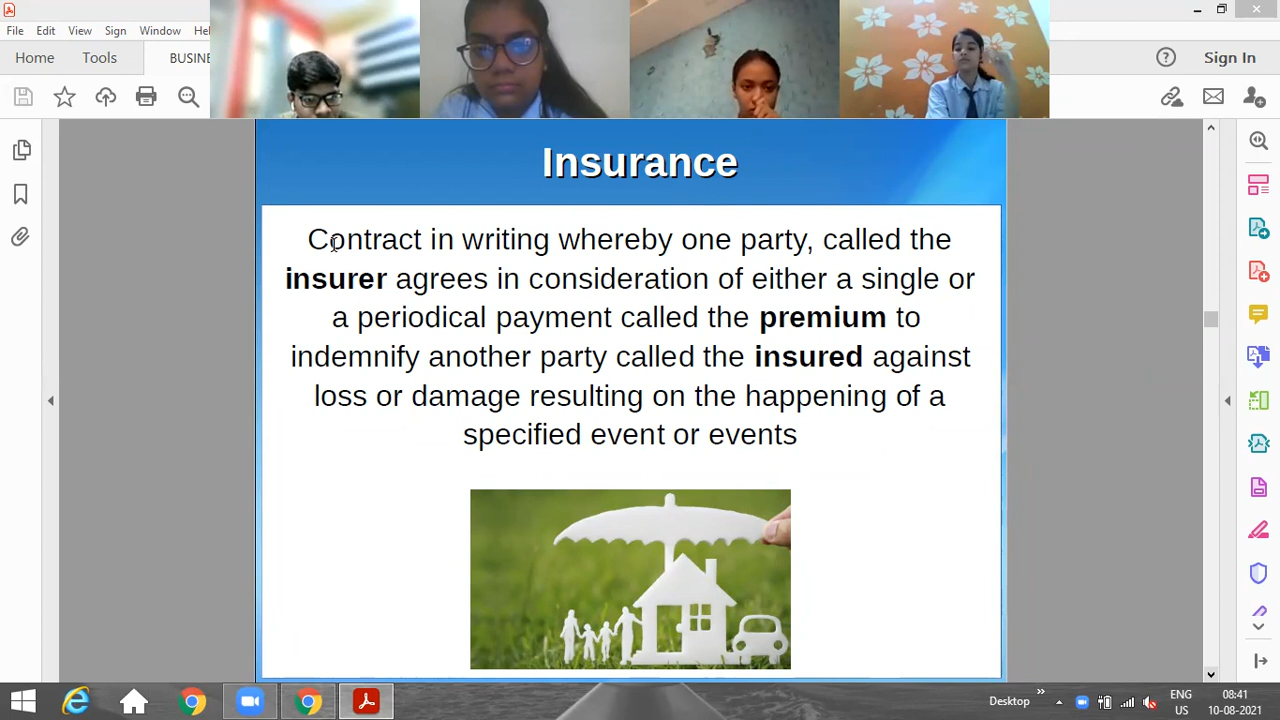 File Edit View Sign Window Hel
Home Tools BUSINE Sign In
Insurance
Contract in writing whereby one party, called the
insurer agrees in consideration of either a single or
a periodical payment called the premium to
indemnify another party called the insured against
loss or damage resulting on the happening of a
specified event or events
Desktop » ENG 08:41
US 10-08-2021